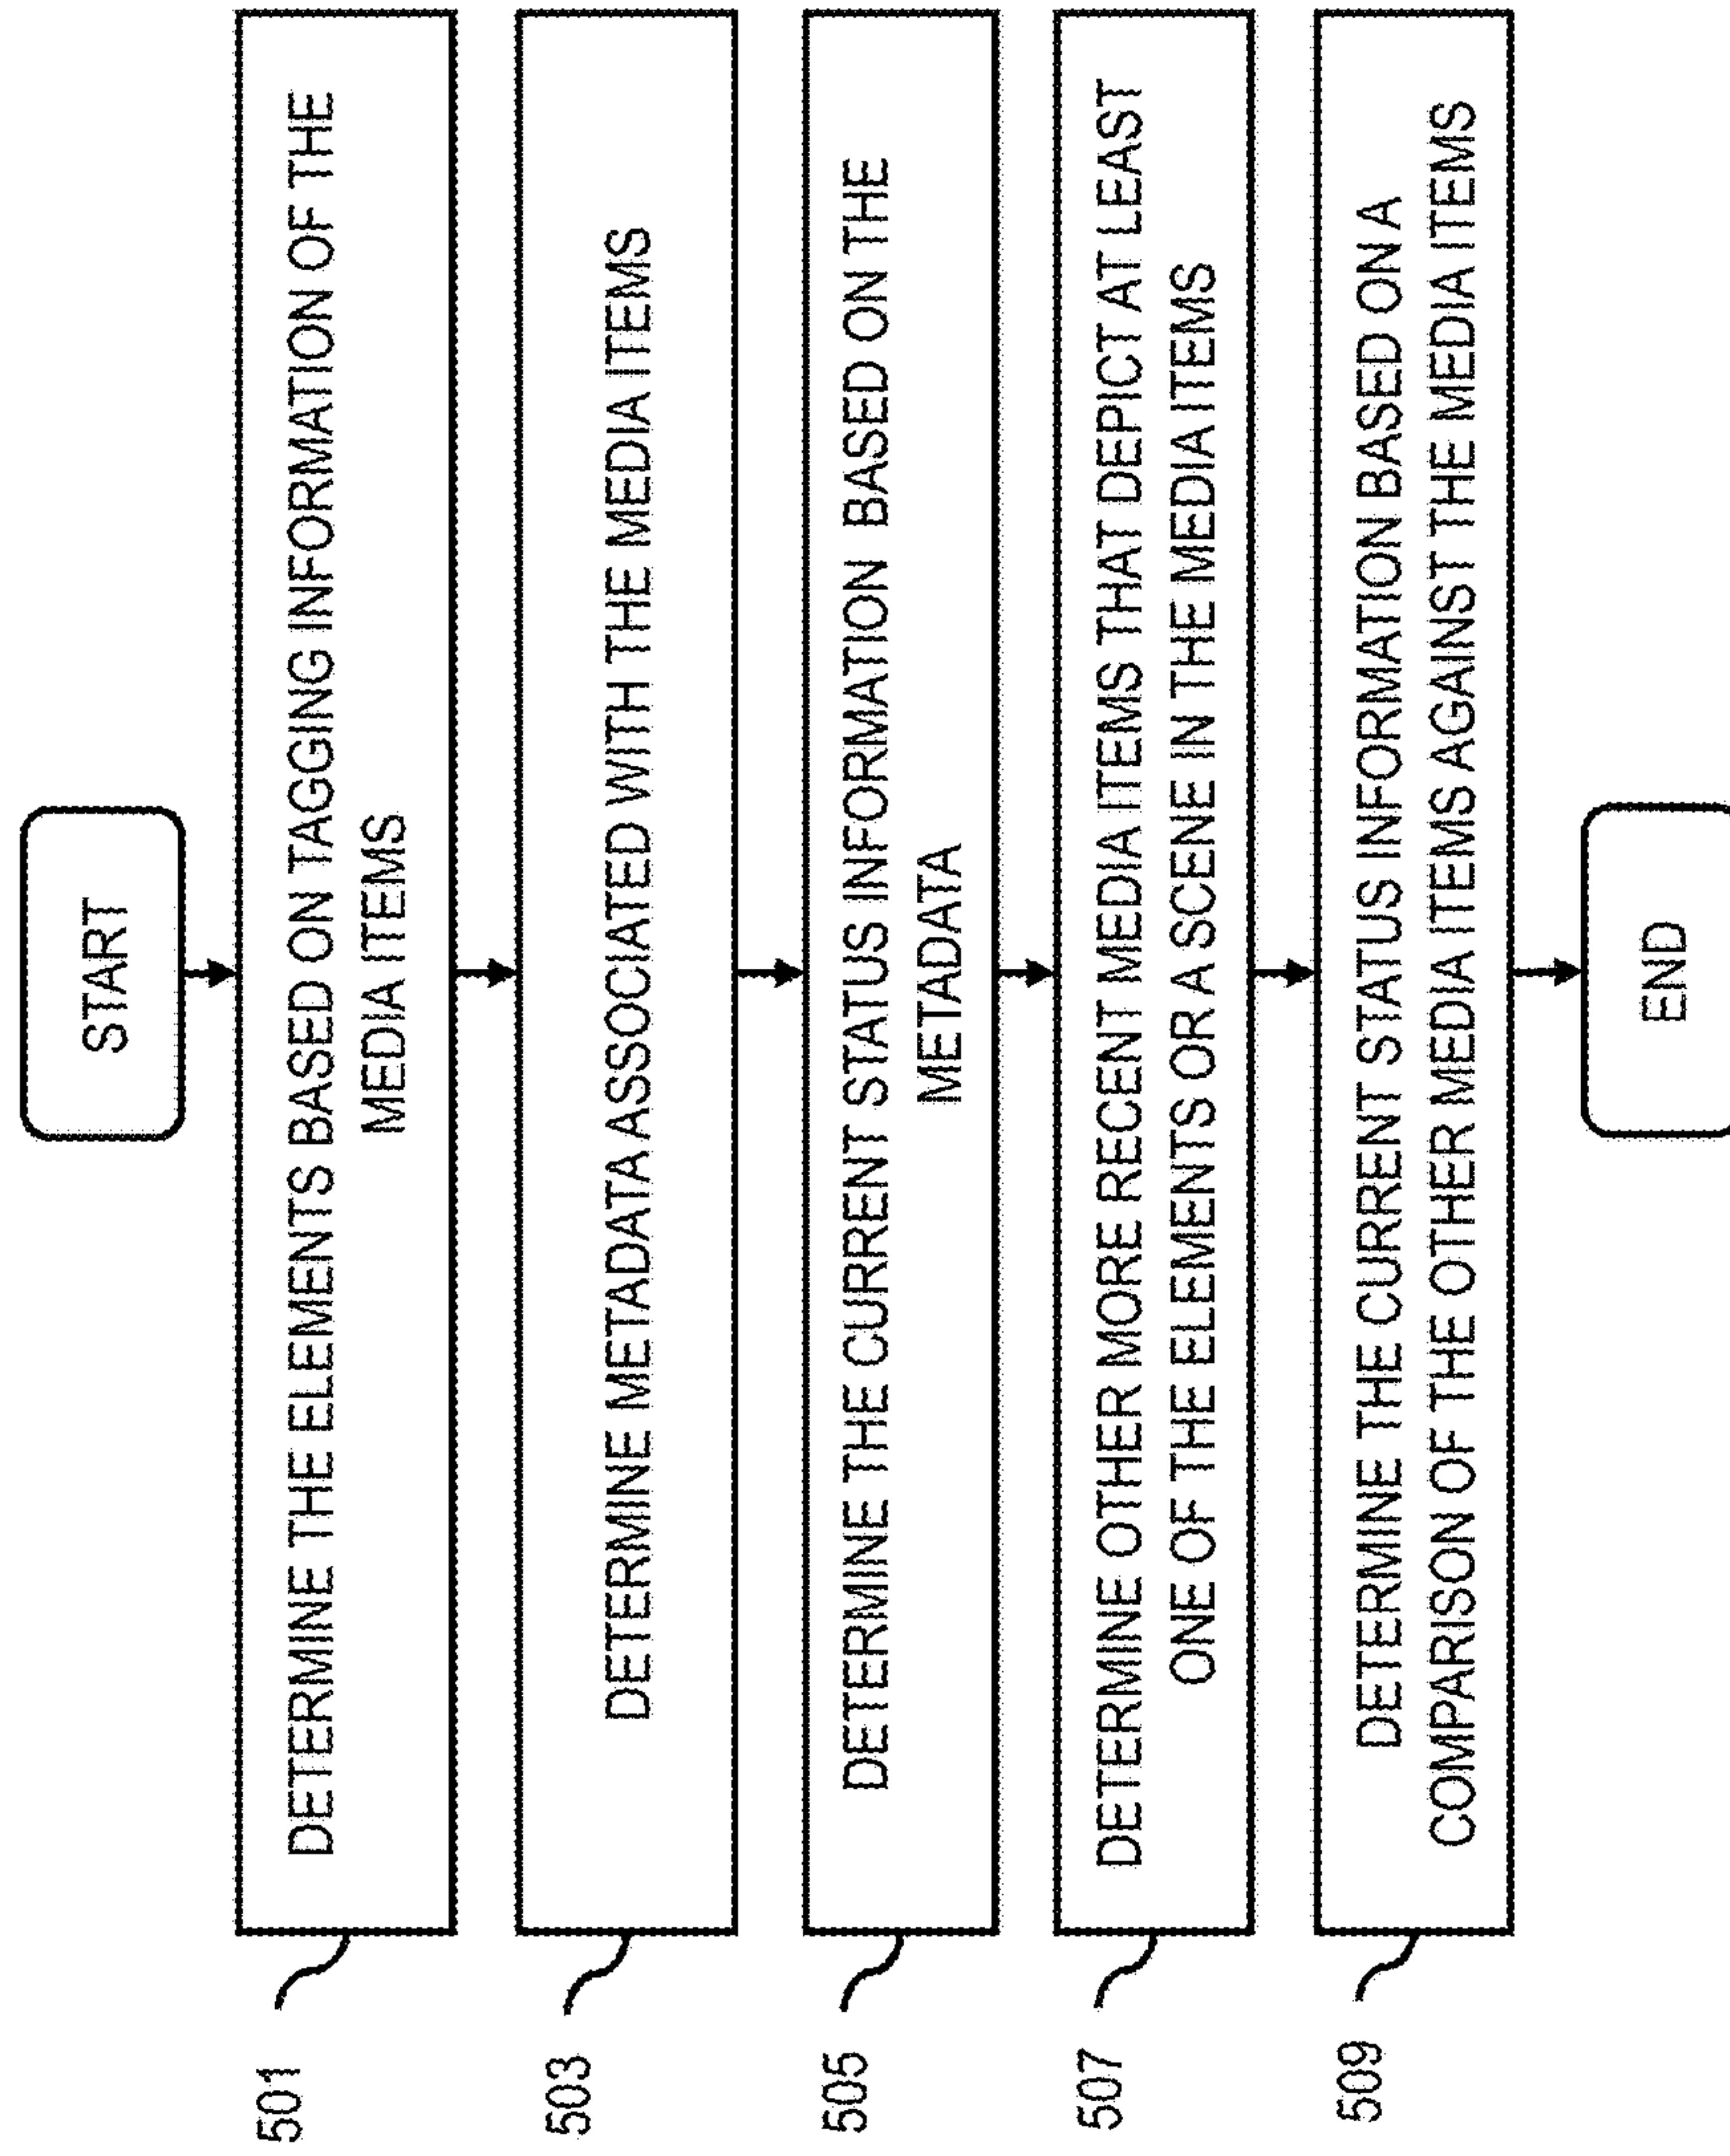 START
501
DETERMINE THE ELEMENTS BASED ON TAGGING INFORMATION OF THE
MEDIA ITEMS
503
DETERMINE METADATA ASSOCIATED WITH THE MEDIA ITEMS
505
DETERMINE THE CURRENT STATUS INFORMATION BASED ON THE
METADATA
507
DETERMINE OTHER MORE RECENT MEDIA ITEMS THAT DEPICT AT LEAST
ONE OF THE ELEMENTS OR A SCENE IN THE MEDIA ITEMS
509
DETERMINE THE CURRENT STATUS INFORMATION BASED ON A
COMPARISON OF THE OTHER MEDIA ITEMS AGAINST THE MEDIA ITEMS
END